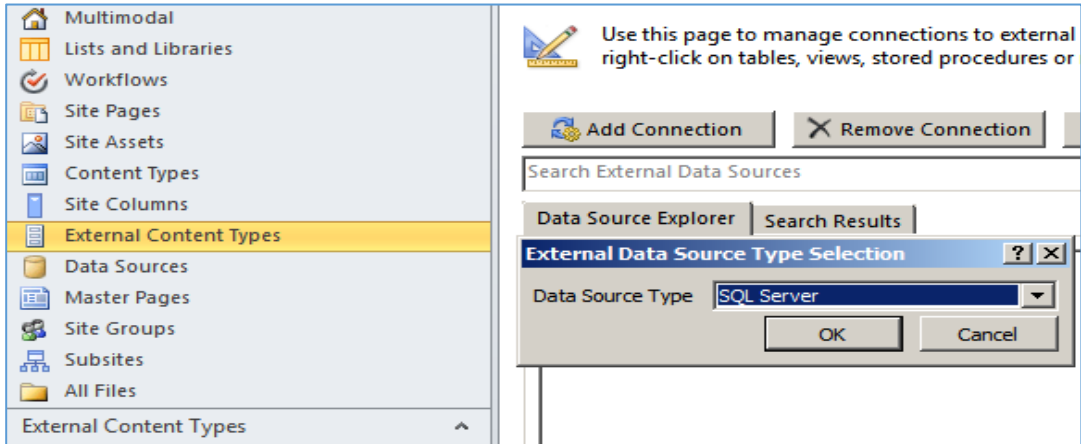 Multimodal
Lists and Libraries
Workflows
Site Pages
Site Assets
Content Types
Site Columns
External Content Types
Data Sources
Master Pages
Site Groups
Subsites
All Files
External Content Types
Use this page to manage connections to external
right-click on tables, views, stored procedures or
Add Connection
Remove Connection
Search External Data Sources
Data Source Explorer
Search Results
External Data Source Type Selection
Data Source Type
SQL Server
OK
Cancel